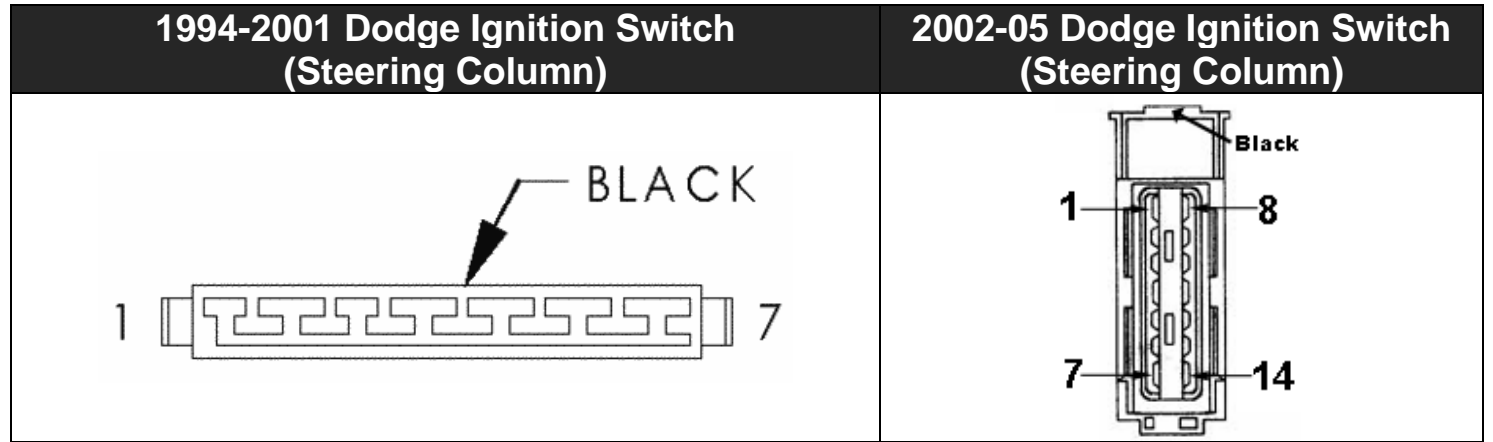 1994-2001 Dodge Ignition Switch
(Steering Column)
2002-05 Dodge Ignition Switch
(Steering Column)
BLACK
1
7
Black
1
8
7
14